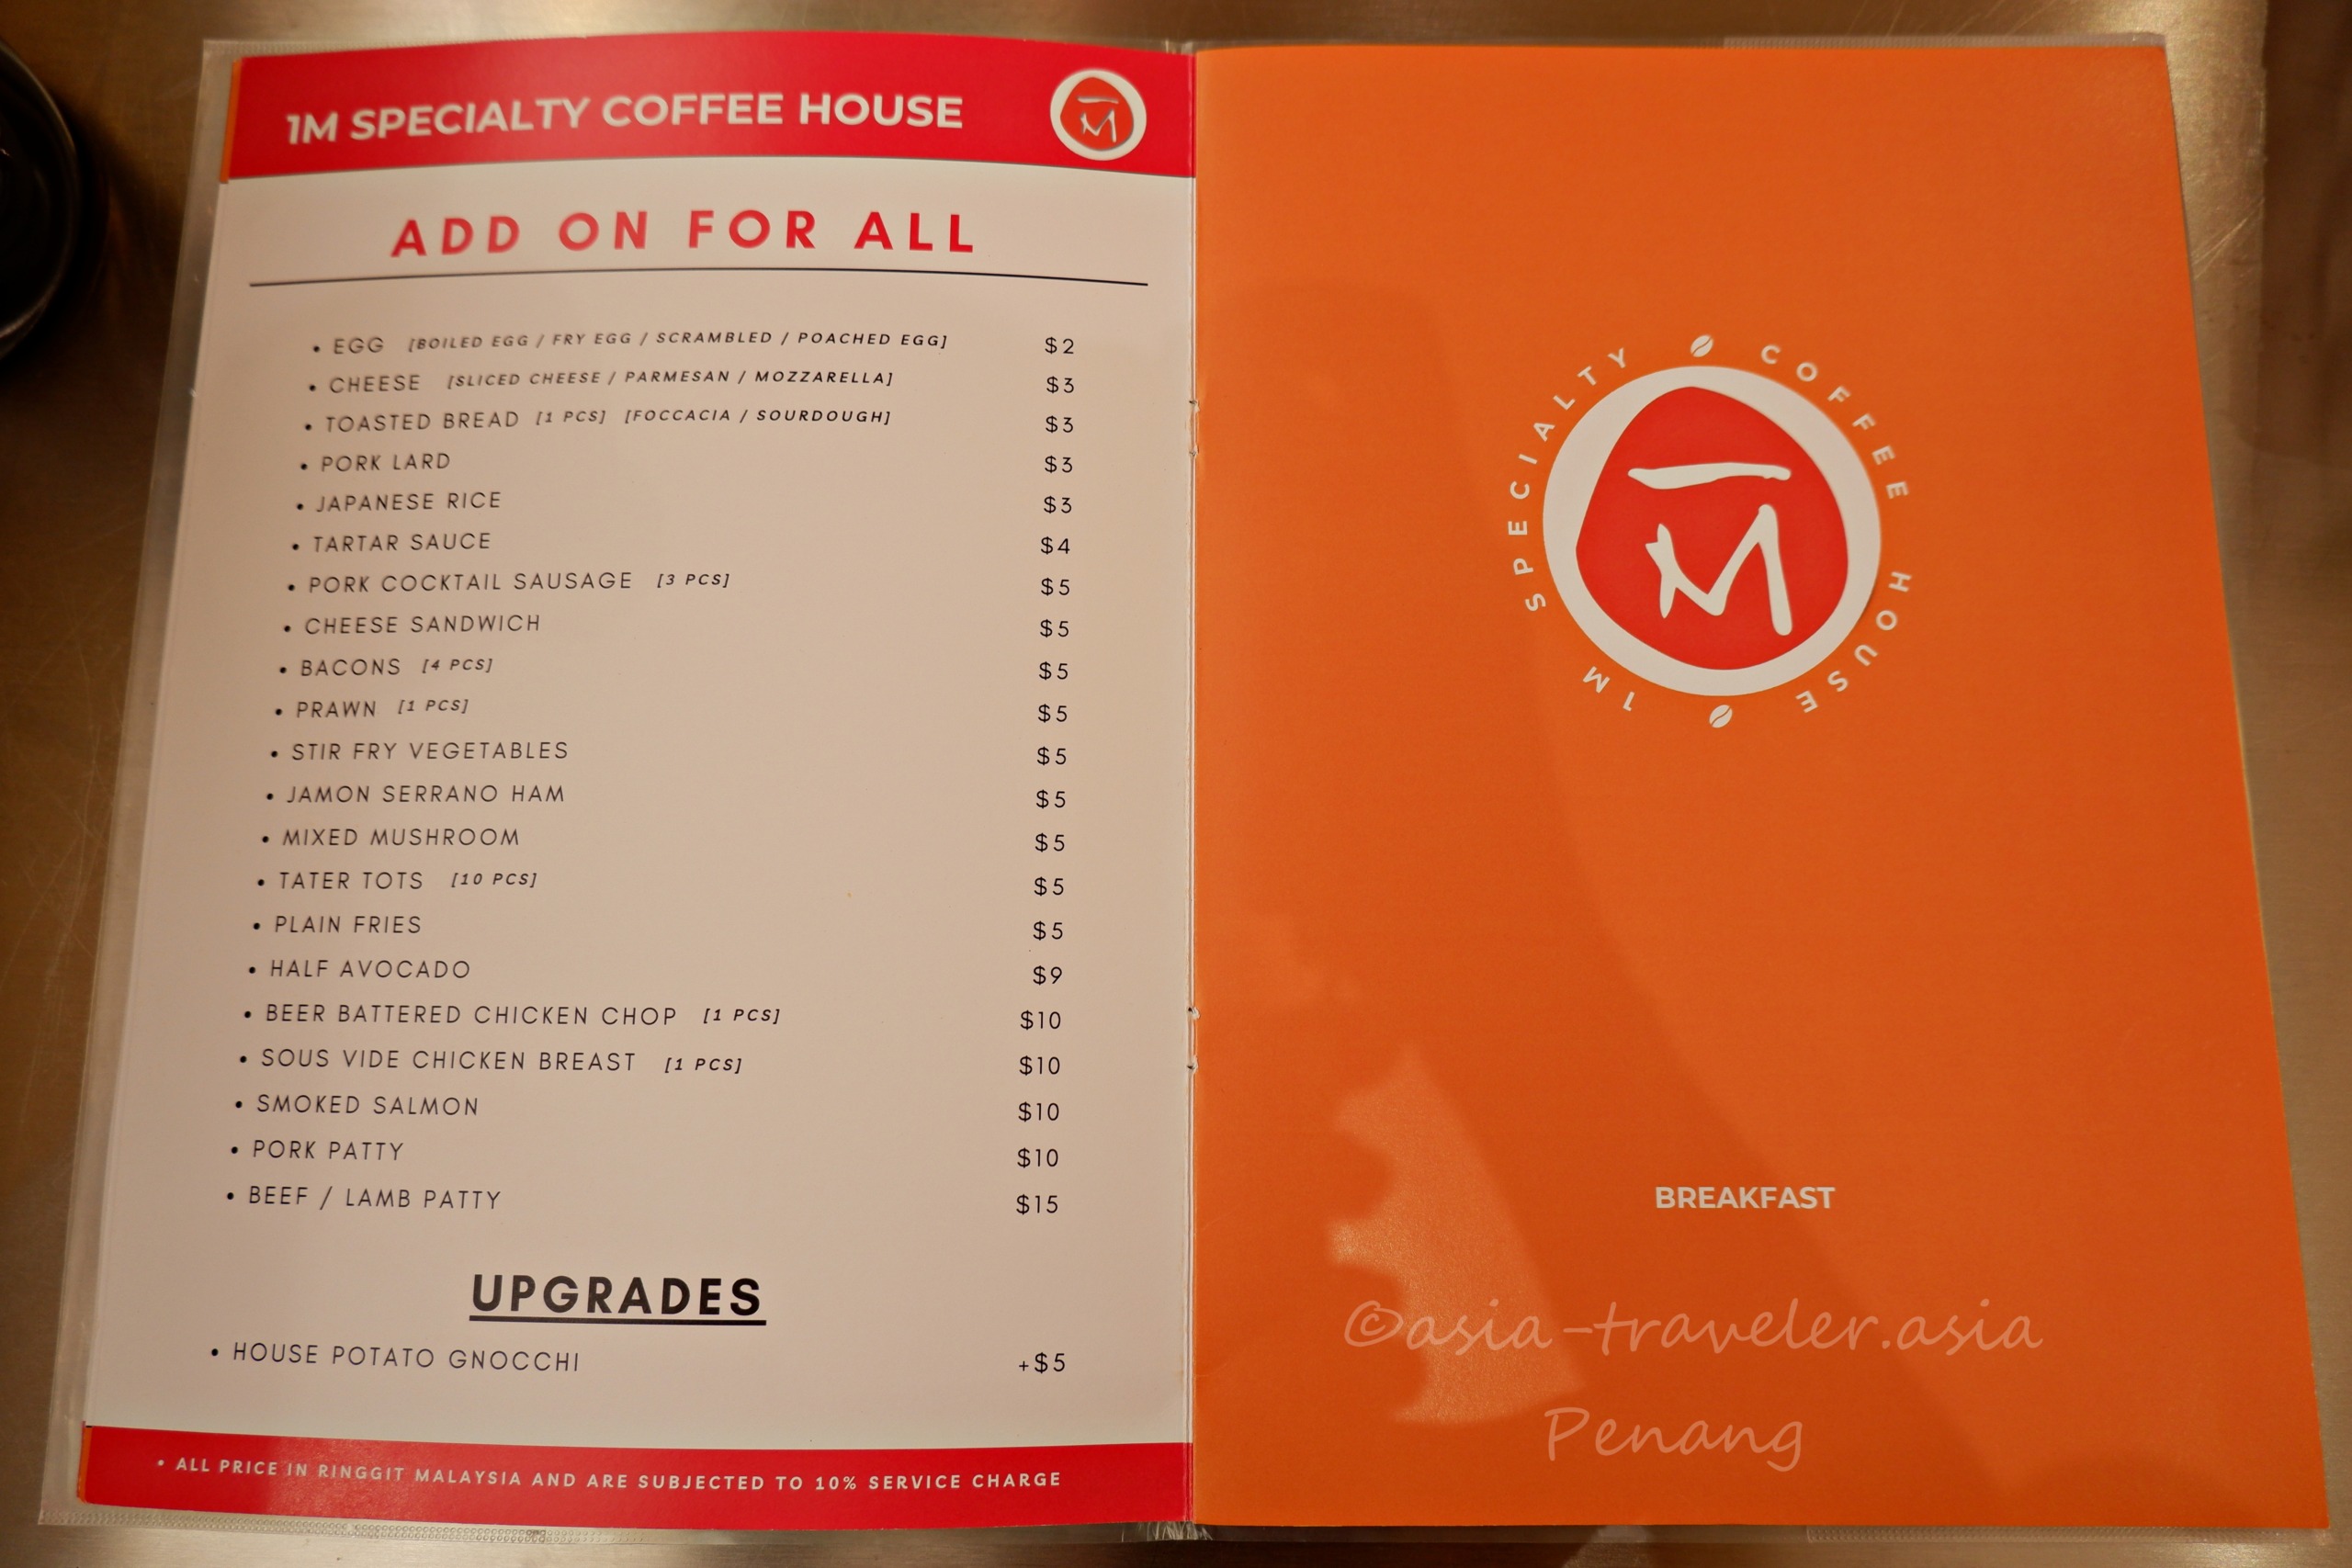 1M SPECIALTY COFFEE HOUSE
1M
ADD ON FOR ALL
• EGG [BOILED EGG / FRY EGG / SCRAMBLED / POACHED EGG] $2
• CHEESE [SLICED CHEESE / PARMESAN / MOZZARELLA] $3
• TOASTED BREAD [1 PCS] [FOCCACIA / SOURDOUGH] $3
• PORK LARD $3
• JAPANESE RICE $3
• TARTAR SAUCE $4
• PORK COCKTAIL SAUSAGE [3 PCS] $5
• CHEESE SANDWICH $5
• BACONS [4 PCS] $5
• PRAWN [1 PCS] $5
• STIR FRY VEGETABLES $5
• JAMON SERRANO HAM $5
• MIXED MUSHROOM $5
• TATER TOTS [10 PCS] $5
• PLAIN FRIES $5
• HALF AVOCADO $9
• BEER BATTERED CHICKEN CHOP [1 PCS] $10
• SOUS VIDE CHICKEN BREAST [1 PCS] $10
• SMOKED SALMON $10
• PORK PATTY $10
• BEEF / LAMB PATTY $15
UPGRADES
• HOUSE POTATO GNOCCHI +$5
• ALL PRICE IN RINGGIT MALAYSIA AND ARE SUBJECTED TO 10% SERVICE CHARGE
1M SPECIALTY COFFEE HOUSE
1M
BREAKFAST
©asia-traveler.asia
Penang